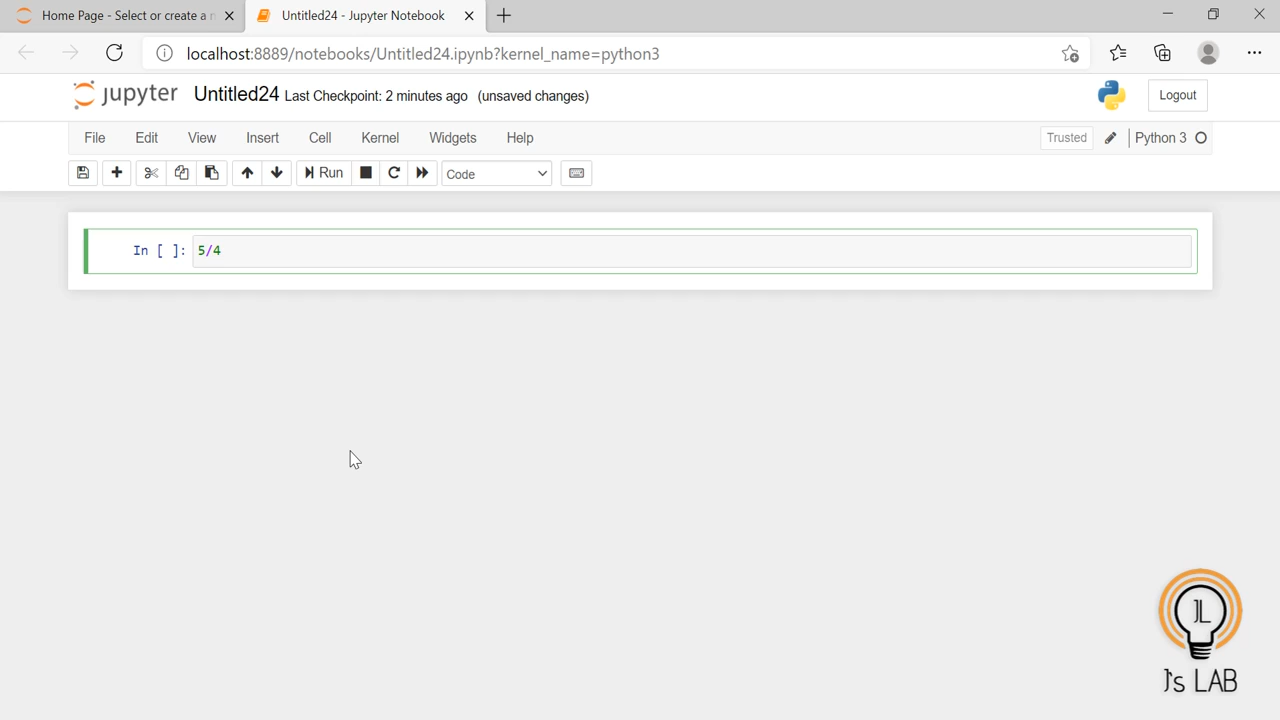 Home Page - Select or create a n
Untitled24 - Jupyter Notebook
localhost:8889/notebooks/Untitled24.ipynb?kernel_name=python3
jupyter Untitled24 Last Checkpoint: 2 minutes ago (unsaved changes)
Logout
File Edit View Insert Cell Kernel Widgets Help
Trusted
Python 3
Run
Code
In [ ]: 5/4
JL
J's LAB